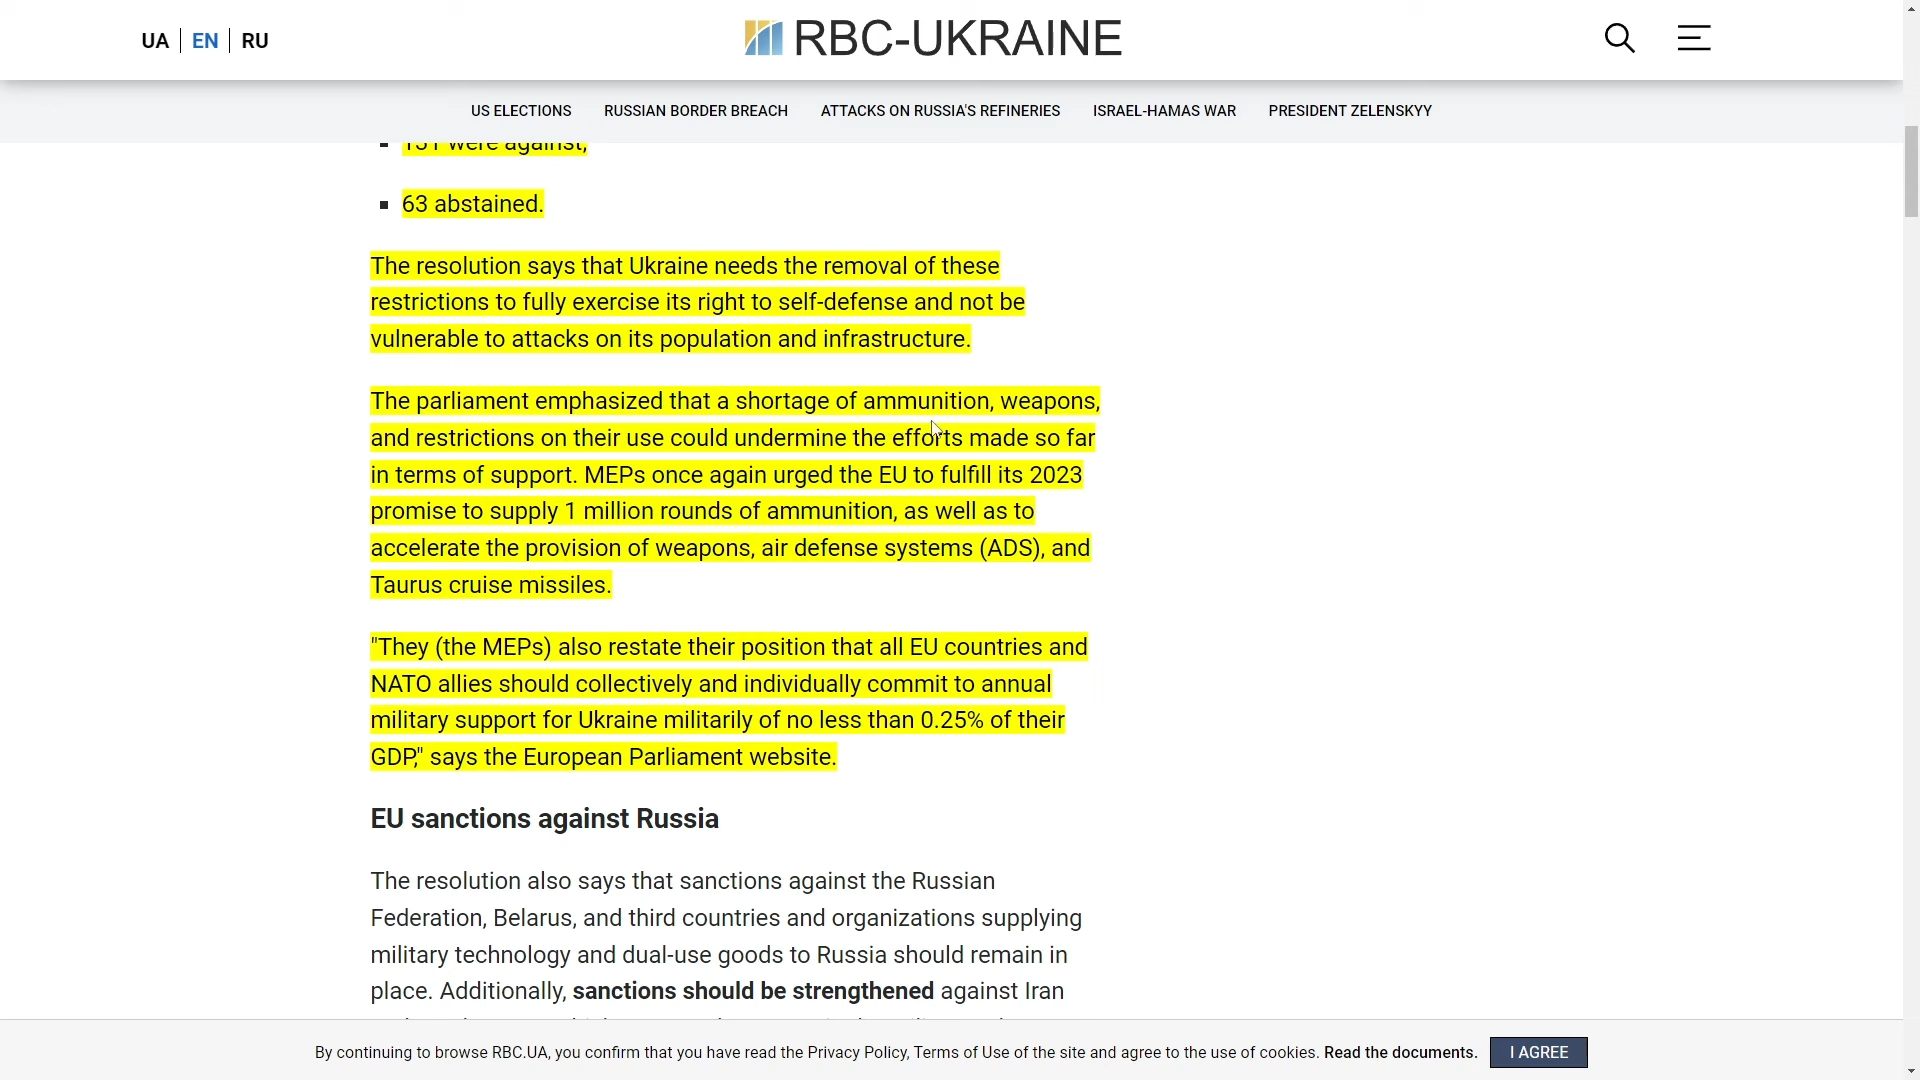 UA EN RU
RBC-UKRAINE
US ELECTIONS RUSSIAN BORDER BREACH ATTACKS ON RUSSIA'S REFINERIES ISRAEL-HAMAS WAR PRESIDENT ZELENSKYY
131 were against;
63 abstained.
The resolution says that Ukraine needs the removal of these
restrictions to fully exercise its right to self-defense and not be
vulnerable to attacks on its population and infrastructure.
The parliament emphasized that a shortage of ammunition, weapons,
and restrictions on their use could undermine the efforts made so far
in terms of support. MEPs once again urged the EU to fulfill its 2023
promise to supply 1 million rounds of ammunition, as well as to
accelerate the provision of weapons, air defense systems (ADS), and
Taurus cruise missiles.
"They (the MEPs) also restate their position that all EU countries and
NATO allies should collectively and individually commit to annual
military support for Ukraine militarily of no less than 0.25% of their
GDP," says the European Parliament website.
EU sanctions against Russia
The resolution also says that sanctions against the Russian
Federation, Belarus, and third countries and organizations supplying
military technology and dual-use goods to Russia should remain in
place. Additionally, sanctions should be strengthened against Iran
By continuing to browse RBC.UA, you confirm that you have read the Privacy Policy, Terms of Use of the site and agree to the use of cookies. Read the documents. I AGREE